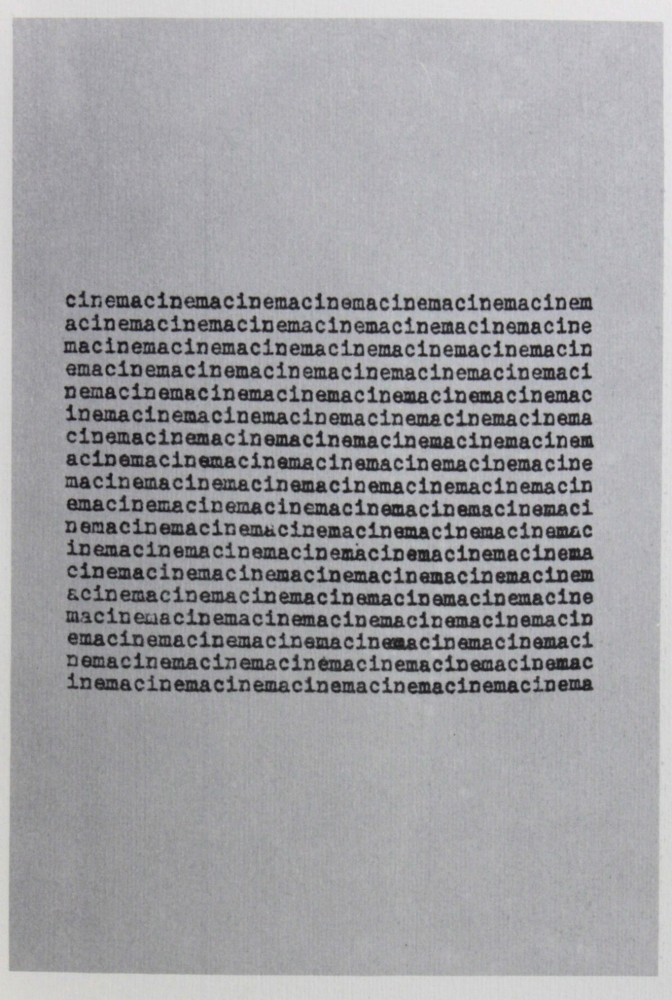 cinemacinemacinemacinemacinemacinemacinem
acinemacinemacinemacinemacinemacinemacine
macinemacinemacinemacinemacinemacinemacin
emacinemacinemacinemacinemacinemacinemaci
nemacinemacinemacinemacinemacinemacinemac
inemacinemacinemacinemacinemacinemacinema
cinemacinemacinemacinemacinemacinemacinem
acinemacinemacinemacinemacinemacinemacine
macinemacinemacinemacinemacinemacinemacin
emacinemacinemacinemacinemacinemacinemaci
nemacinemacinemacinemacinemacinemacinemac
inemacinemacinemacinemacinemacinemacinema
cinemacinemacinemacinemacinemacinemacinem
acinemacinemacinemacinemacinemacinemacine
macinemacinemacinemacinemacinemacinemacin
emacinemacinemacinemacinemacinemacinemaci
nemacinemacinemacinemacinemacinemacinemac
inemacinemacinemacinemacinemacinemacinema